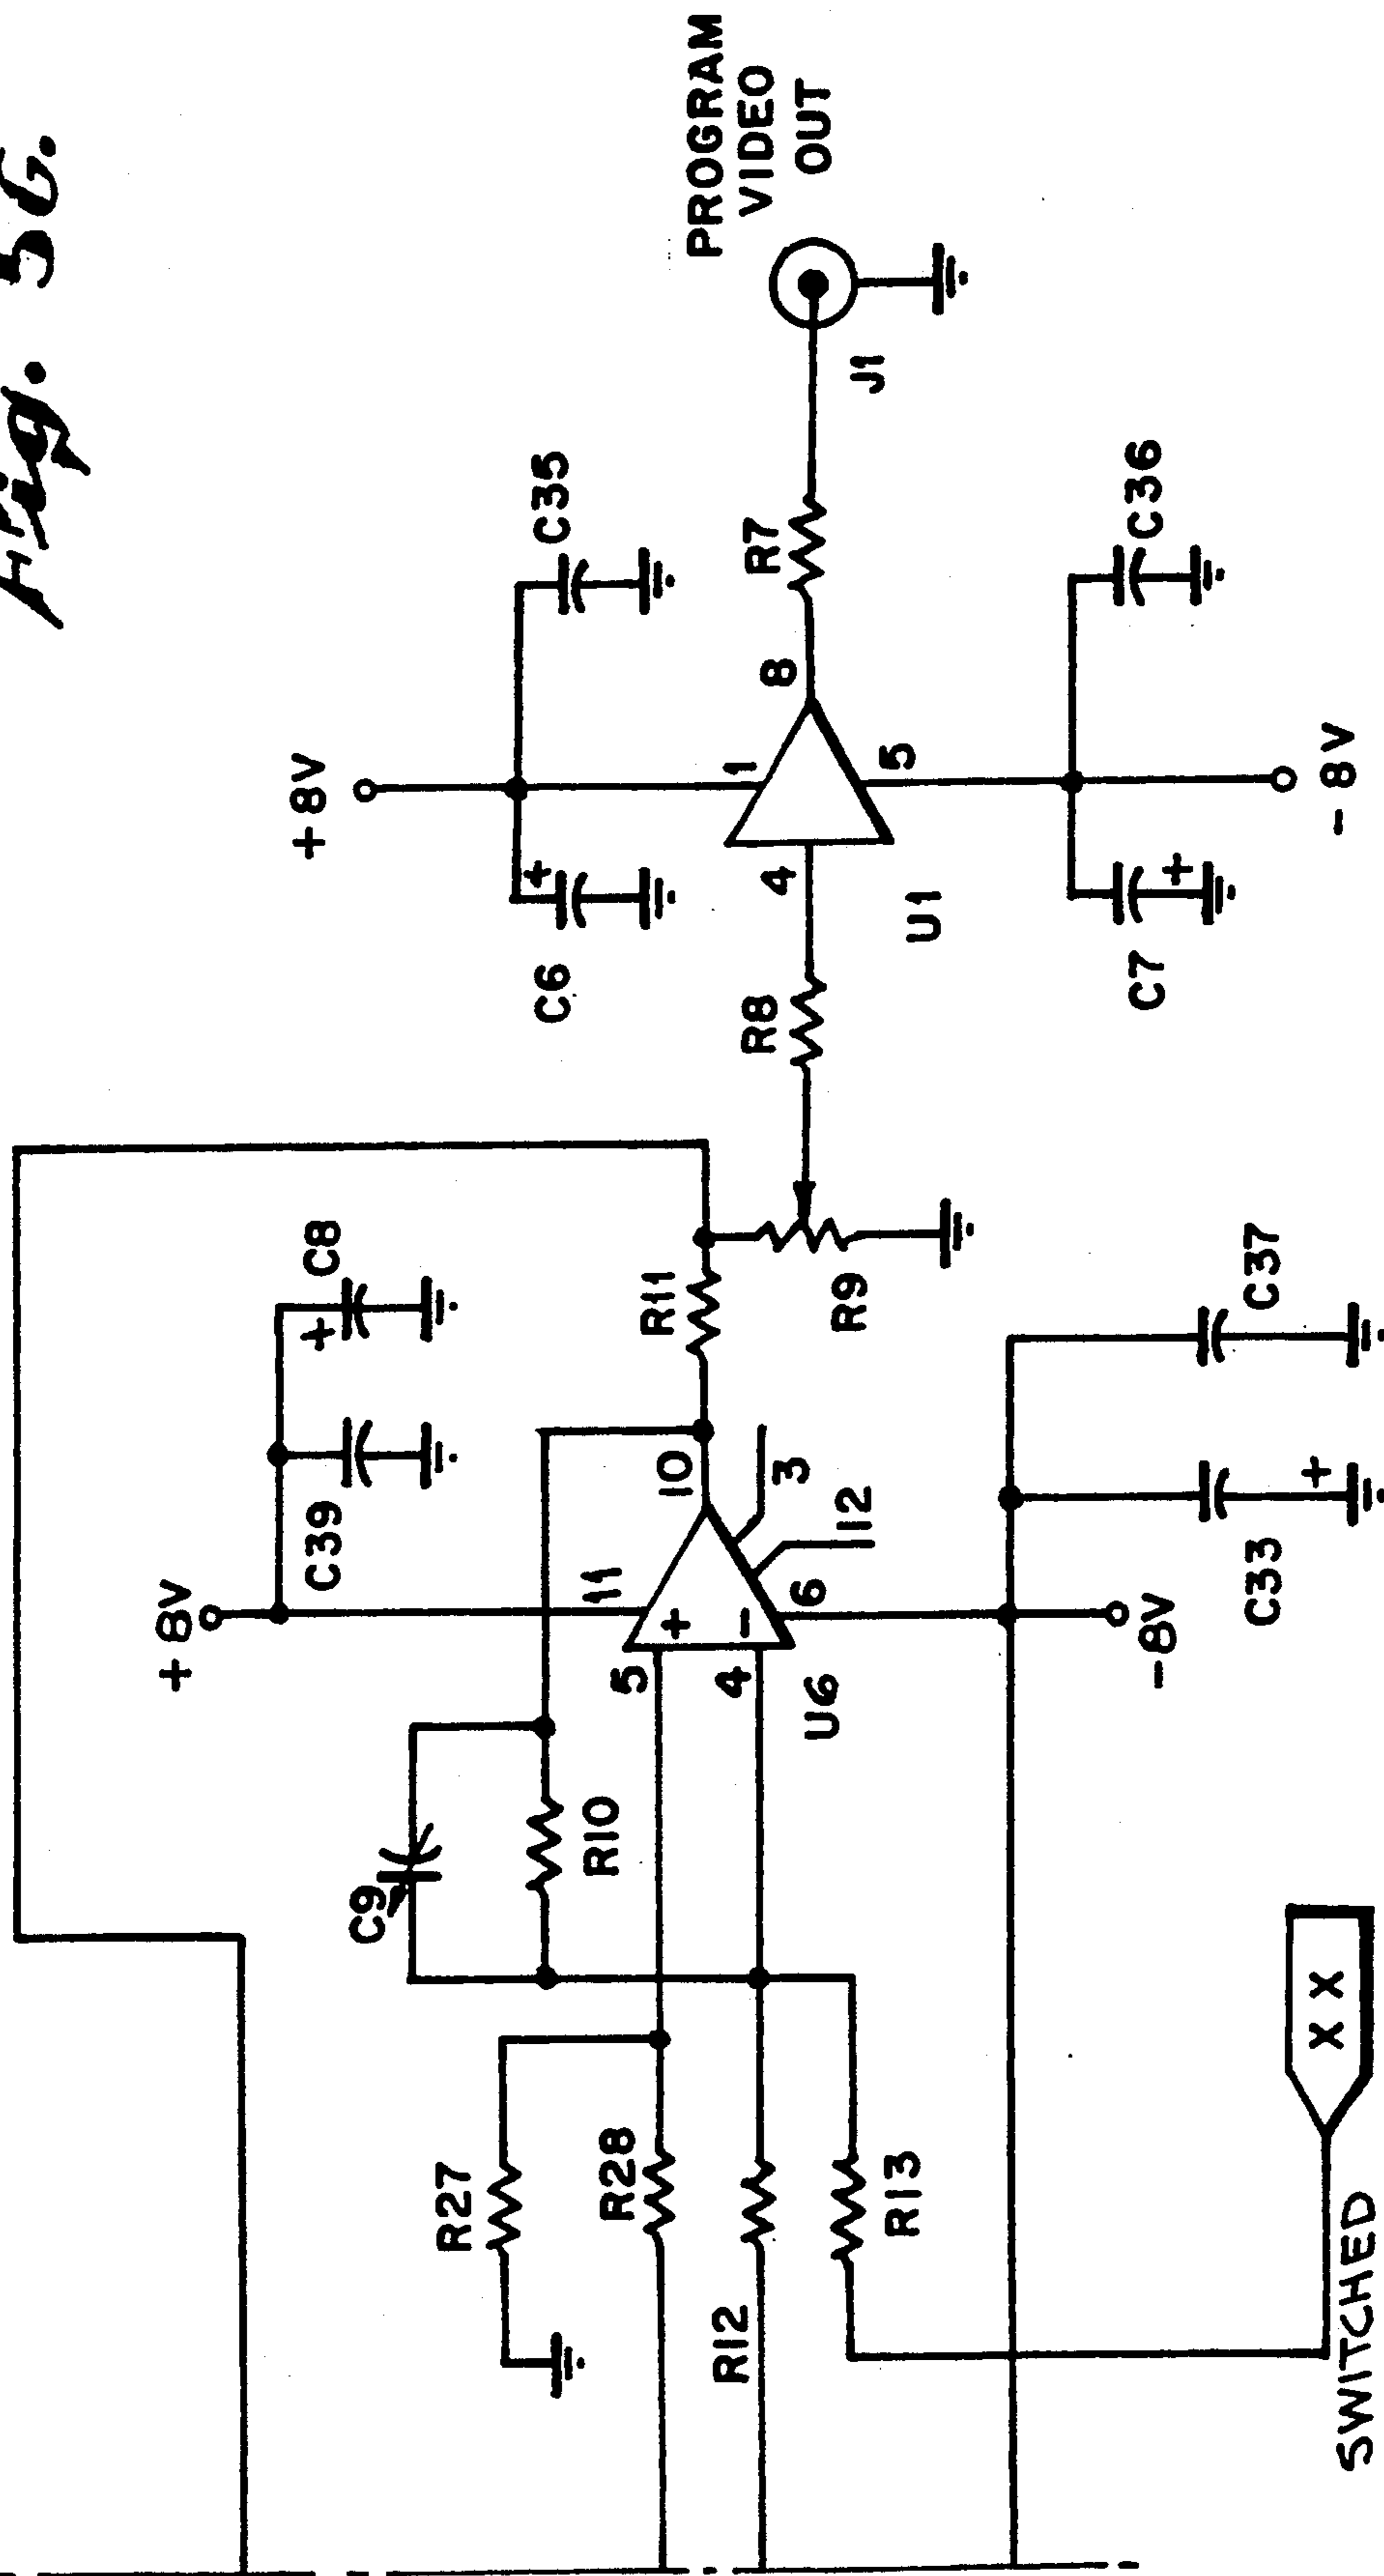 Fig. 5G.
+8V
C39
C8
+
+8V
C6
+
C35
C9
R10
11
10
R11
R27
R28
5
+
4
-
3
12
6
U6
R9
R8
4
1
8
5
U1
R7
J1
PROGRAM
VIDEO
OUT
R12
R13
-8V
C33
+
C37
C7
+
C36
-8V
XX
SWITCHED